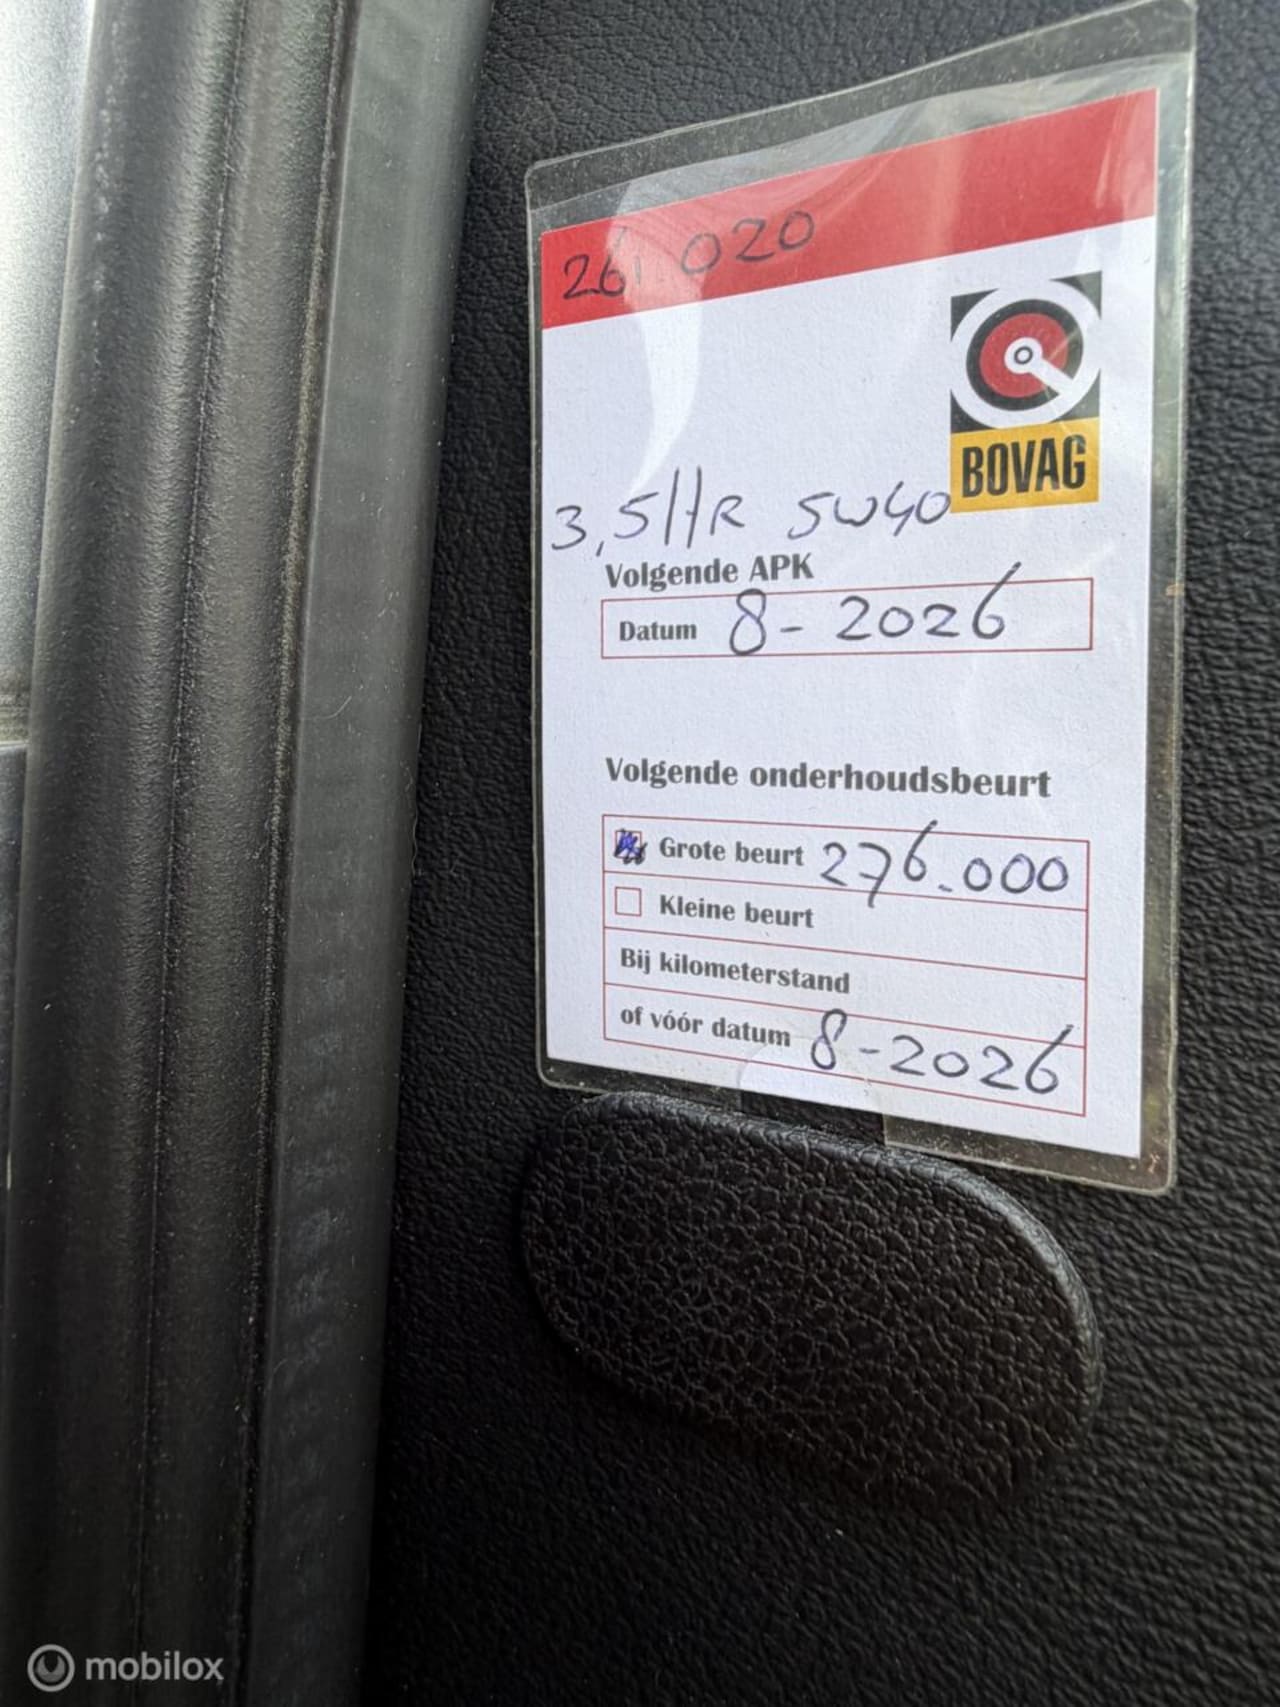 261.020
BOVAG
3,5ltr 5W40
Volgende APK
Datum 8-2026
Volgende onderhoudsbeurt
Grote beurt 276.000
Kleine beurt
Bij kilometerstand
of vóór datum 8-2026
mobilox